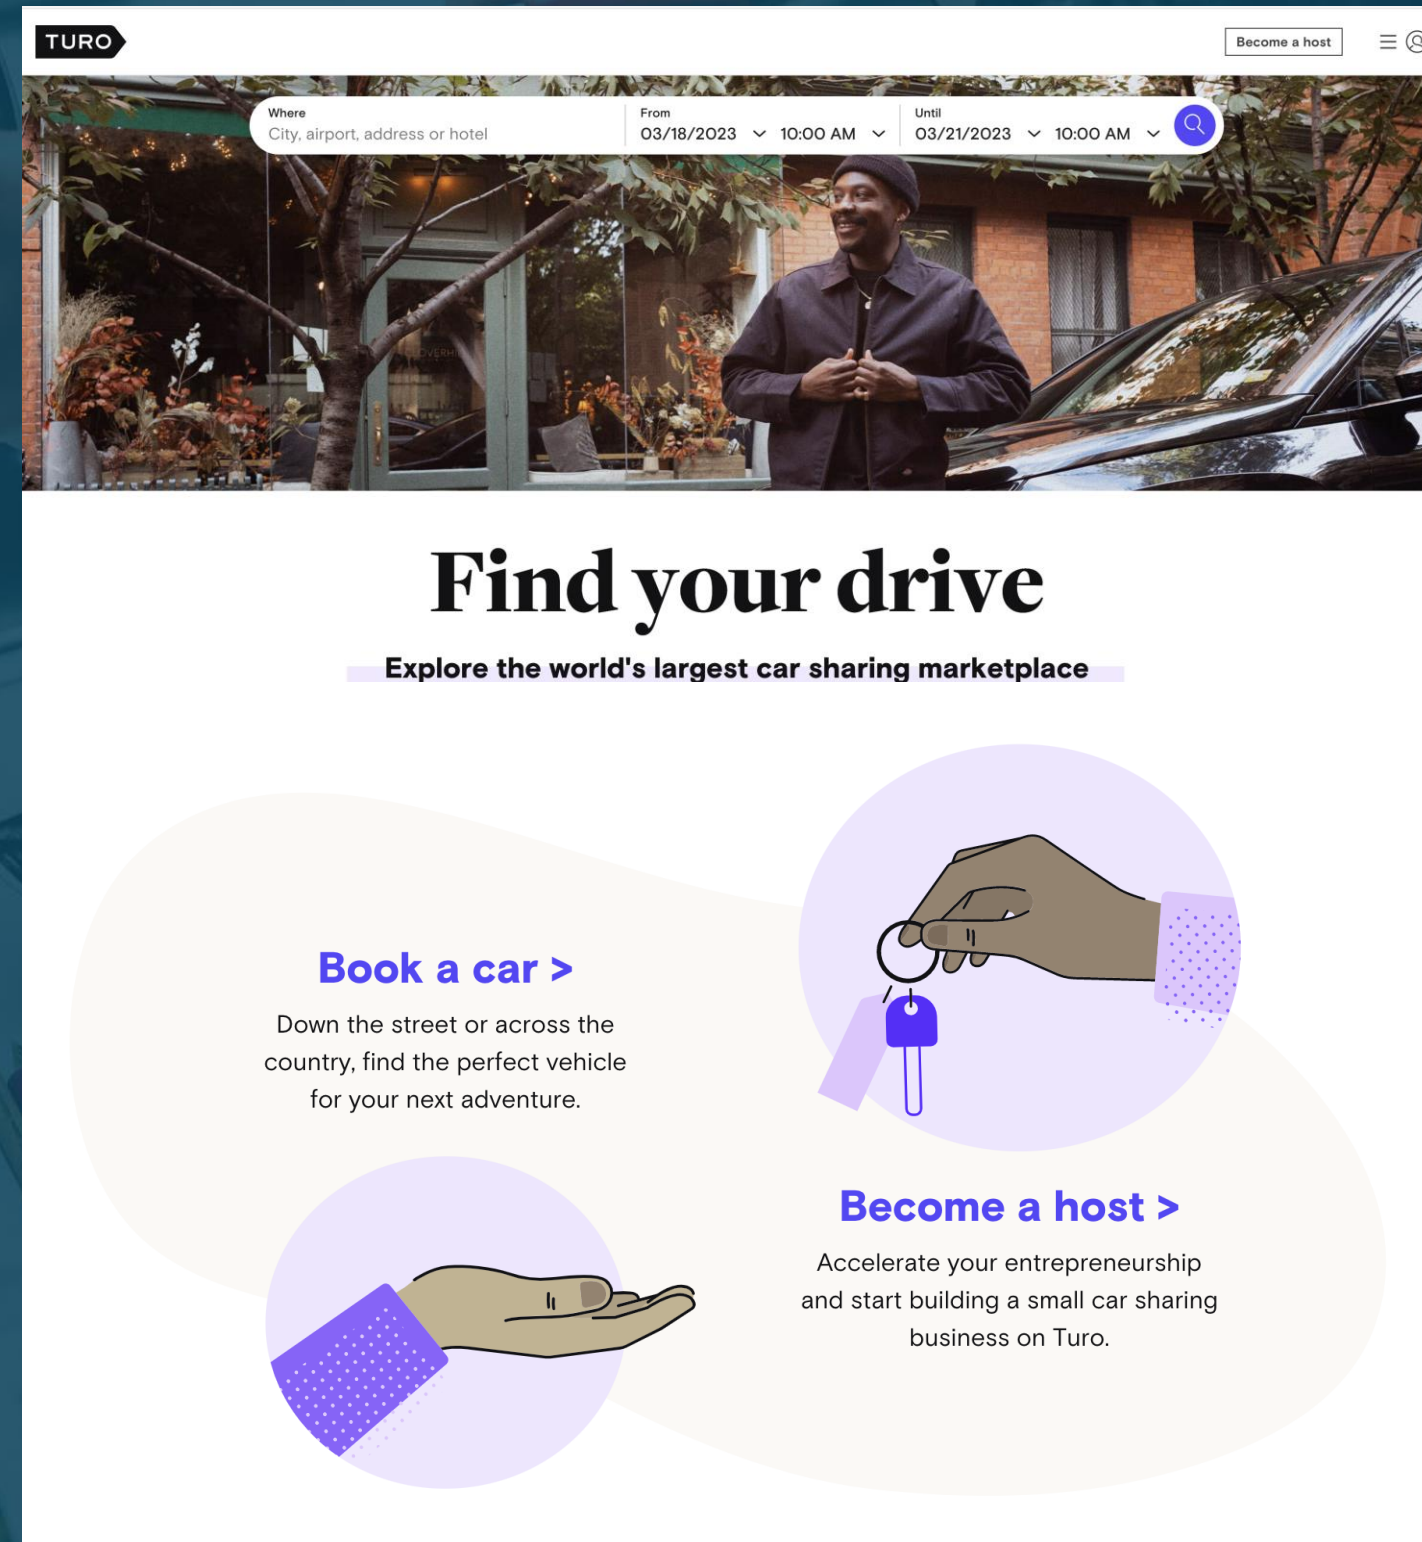 TURO
Become a host
Where
City, airport, address or hotel
From
03/18/2023 10:00 AM
Until
03/21/2023 10:00 AM
Find your drive
Explore the world's largest car sharing marketplace
Book a car >
Down the street or across the
country, find the perfect vehicle
for your next adventure.
Become a host >
Accelerate your entrepreneurship
and start building a small car sharing
business on Turo.